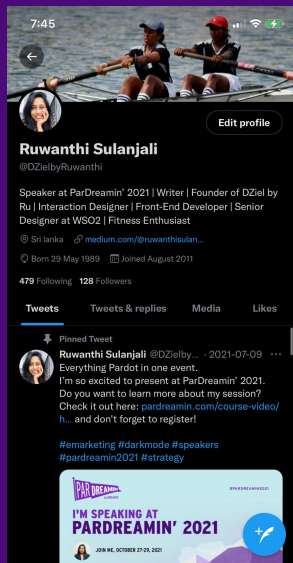 7:45
Edit profile
Ruwanthi Sulanjali
@DZielbyRuwanthi
Speaker at ParDreamin' 2021 | Writer | Founder of DZiel by
Ru | Interaction Designer | Front-End Developer | Senior
Designer at WSO2 | Fitness Enthusiast
Sri lanka medium.com/@ruwanthisulan...
Born 29 May 1989 Joined August 2011
479 Following 128 Followers
Tweets Tweets & replies Media Likes
Pinned Tweet
Ruwanthi Sulanjali @DZielby... · 2021-07-09
Everything Pardot in one event.
I'm so excited to present at ParDreamin' 2021.
Do you want to learn more about my session?
Check it out here: pardreamin.com/course-video/
h... and don't forget to register!
#emarketing #darkmode #speakers
#pardreamin2021 #strategy
PARDREAMIN'
#PARDREAMIN2021
I'M SPEAKING AT
PARDREAMIN' 2021
JOIN ME, OCTOBER 27-29, 2021